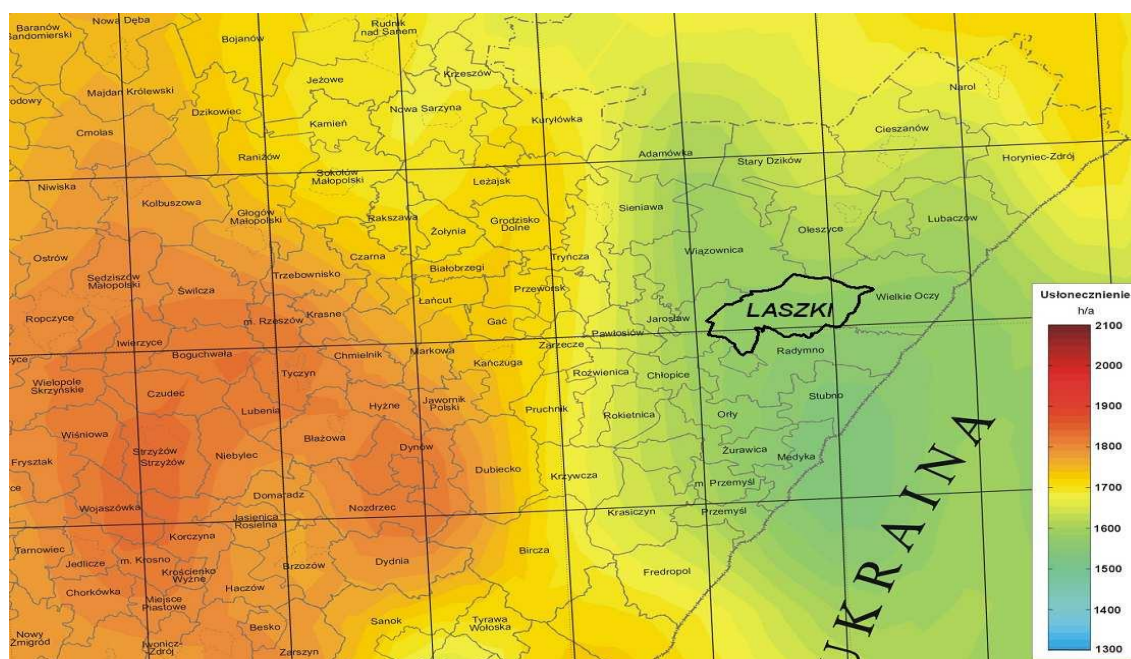 Nowa Dęba
Baranów
Sandomierski
Rudnik
nad Sanem
Bojanów
Jeżowe
Krzeszów
Narol
Majdan Królewski
Dzikowiec
Nowa Sarzyna
Kamień
Kuryłówka
Cmolas
Cieszanów
Raniżów
Adamówka
Stary Dzików
Horyniec-Zdrój
Sokołów
Małopolski
Leżajsk
Niwiska
Kolbuszowa
Głogów
Małopolski
Rakszawa
Grodzisko
Dolne
Sieniawa
Lubaczów
Żołynia
Oleszyce
Wiązownica
Ostrów
Czarna
Tryńcza
Białobrzegi
Sędziszów
Małopolski
Trzebownisko
Świlcza
Przeworsk
Łańcut
Wielkie Oczy
LASZKI
Ropczyce
m. Rzeszów
Krasne
Gać
Jarosław
Pawłosiów
Iwierzyce
Boguchwała
Chmielnik
Markowa
Zarzecze
Radymno
Kańczuga
Tyczyn
Roźwienica
Chłopice
Wielopole
Skrzyńskie
Czudec
Hyżne
Jawornik
Polski
Stubno
Lubenia
Pruchnik
Rokietnica
Orły
Wiśniowa
Błażowa
Strzyżów
Strzyżów
Niebylec
Dynów
Żurawica
Medyka
Frysztak
Dubiecko
Krzywcza
m. Przemyśl
Domaradz
Wojaszówka
Nozdrzec
Krasiczyn
Przemyśl
Jasienica
Rosielna
Korczyna
Tarnowiec
Jedlicze
m. Krosno
Brzozów
Dydnia
Bircza
Krościenko
Wyżne
Fredropol
Chorkówka
Haczów
Miejsce
Piastowe
Nowy
Żmigród
Besko
Sanok
Tyrawa
Wołoska
Iwonicz-
Zdrój
Zarszyn
UKRAINA
Usłonecznienie
h/a
2100
2000
1900
1800
1700
1600
1500
1400
1300